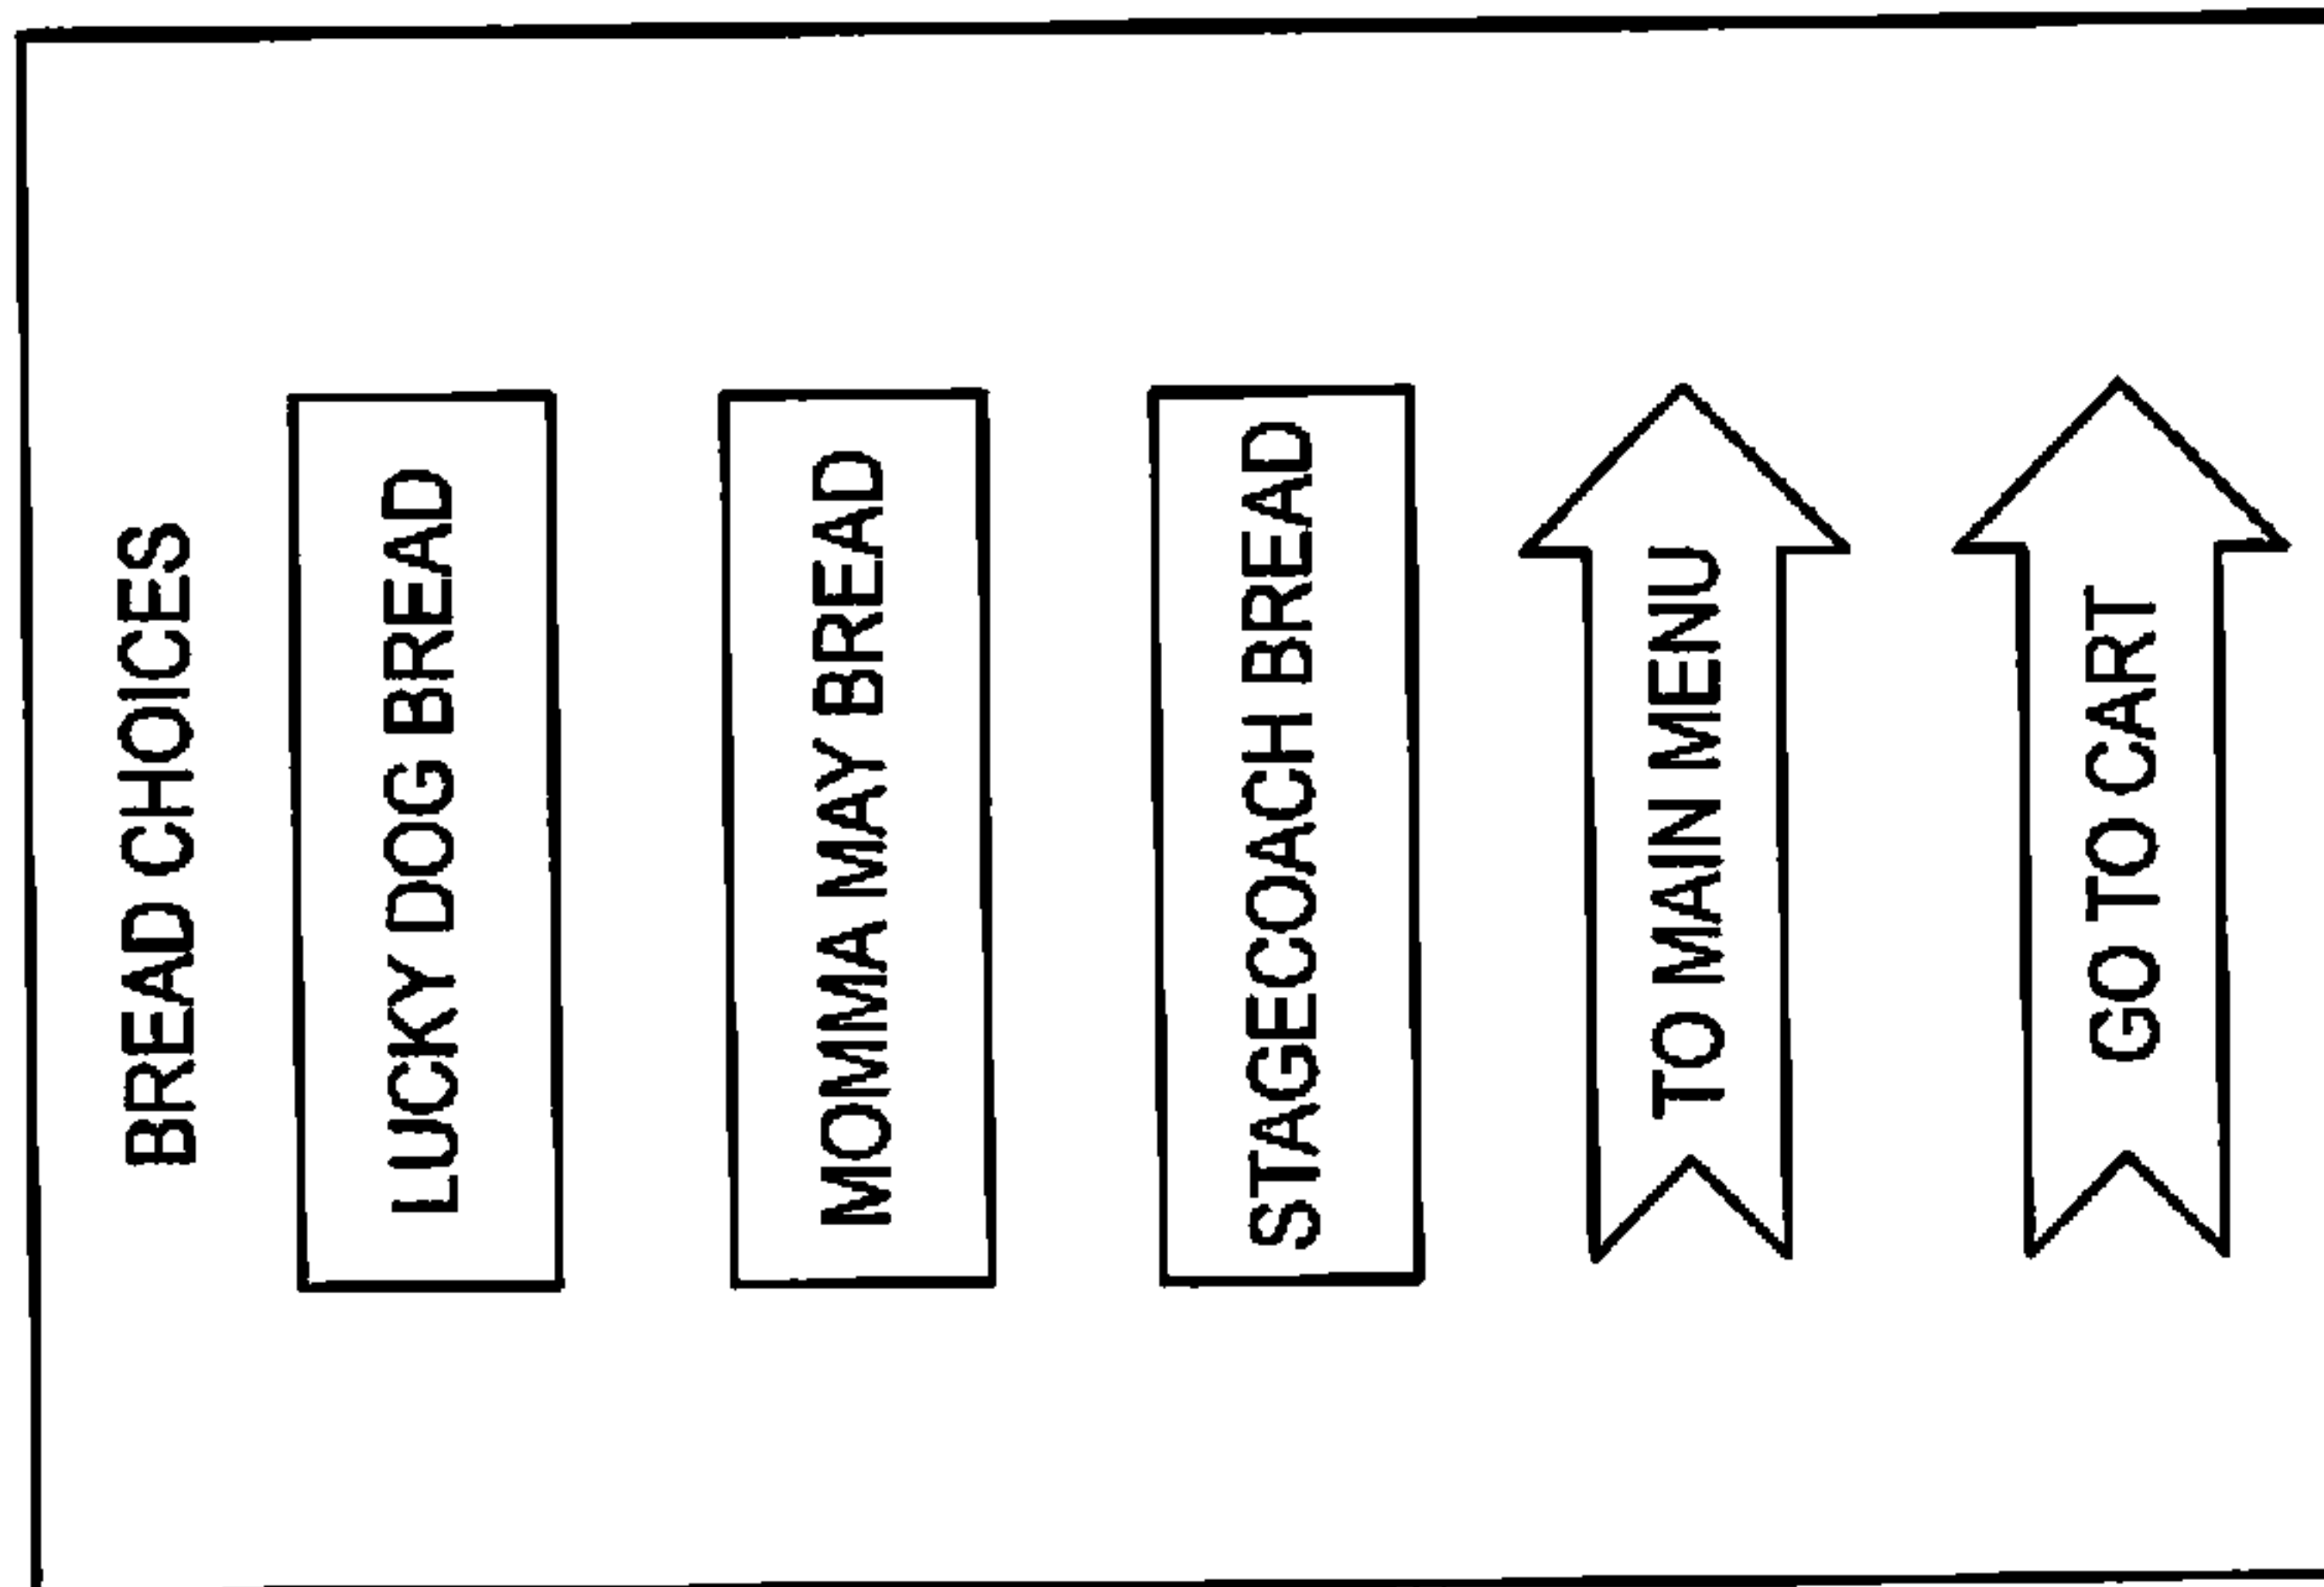 BREAD CHOICES
LUCKY DOG BREAD
MOMMA MAY BREAD
STAGECOACH BREAD
TO MAIN MENU
GO TO CART